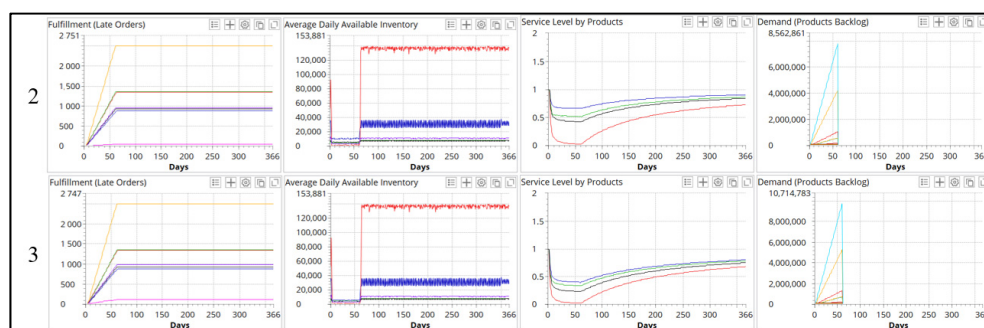 2
Fulfillment (Late Orders)
2 751
2 000
1 500
1 000
500
0
0 50 100 150 200 250 300 366
Days
Average Daily Available Inventory
153,881
120,000
100,000
80,000
60,000
40,000
20,000
0
0 50 100 150 200 250 300 366
Days
Service Level by Products
2
1.5
1
0.5
0
0 50 100 150 200 250 300 366
Days
Demand (Products Backlog)
8,562,861
6,000,000
4,000,000
2,000,000
0
0 50 100 150 200 250 300 366
Days
3
Fulfillment (Late Orders)
2 747
2 000
1 500
1 000
500
0
0 50 100 150 200 250 300 366
Days
Average Daily Available Inventory
153,881
120,000
100,000
80,000
60,000
40,000
20,000
0
0 50 100 150 200 250 300 366
Days
Service Level by Products
2
1.5
1
0.5
0
0 50 100 150 200 250 300 366
Days
Demand (Products Backlog)
10,714,783
8,000,000
6,000,000
4,000,000
2,000,000
0
0 50 100 150 200 250 300 366
Days